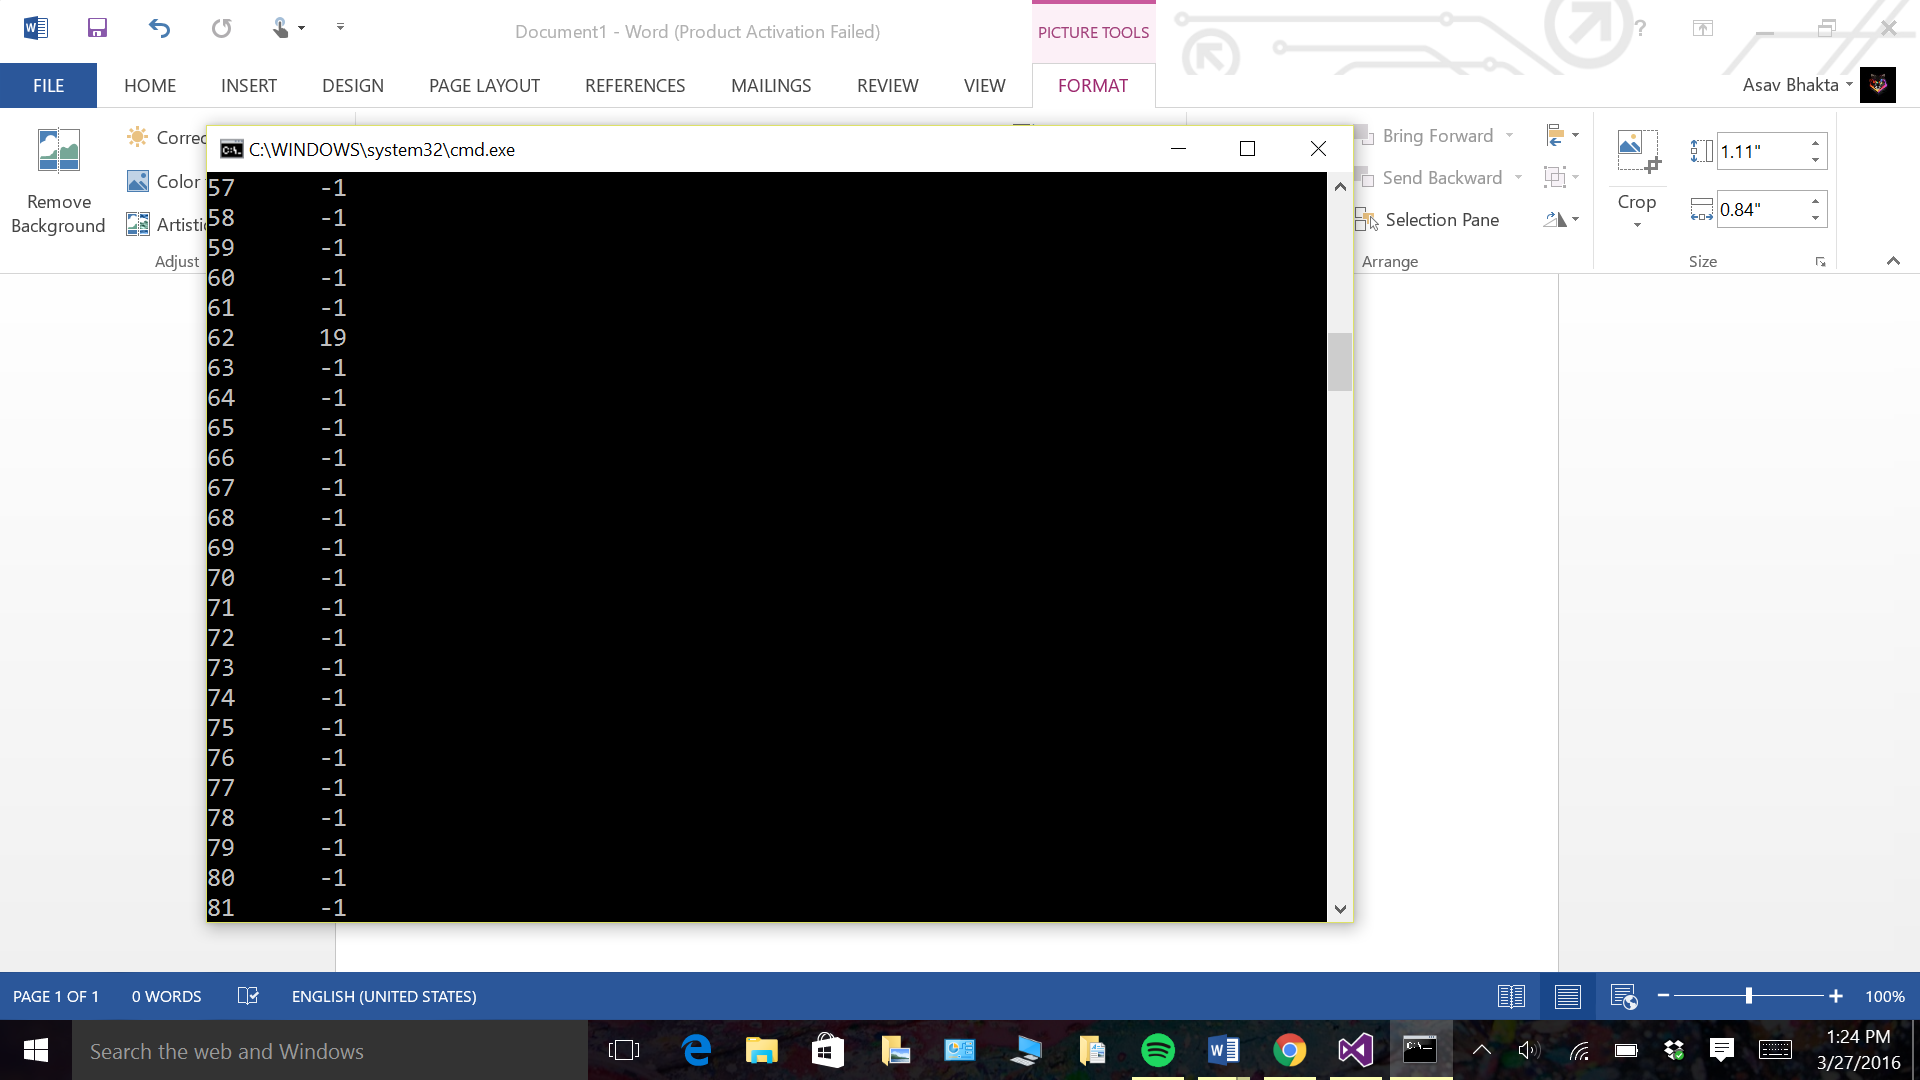 Document1 - Word (Product Activation Failed)
PICTURE TOOLS
?
FILE
HOME
INSERT
DESIGN
PAGE LAYOUT
REFERENCES
MAILINGS
REVIEW
VIEW
FORMAT
Asav Bhakta
Remove
Background
Correc
Color
Artistic
Adjust
Bring Forward
Send Backward
Selection Pane
Arrange
Crop
1.11"
0.84"
Size
C:\WINDOWS\system32\cmd.exe
57 -1
58 -1
59 -1
60 -1
61 -1
62 19
63 -1
64 -1
65 -1
66 -1
67 -1
68 -1
69 -1
70 -1
71 -1
72 -1
73 -1
74 -1
75 -1
76 -1
77 -1
78 -1
79 -1
80 -1
81 -1
PAGE 1 OF 1
0 WORDS
ENGLISH (UNITED STATES)
100%
Search the web and Windows
1:24 PM
3/27/2016